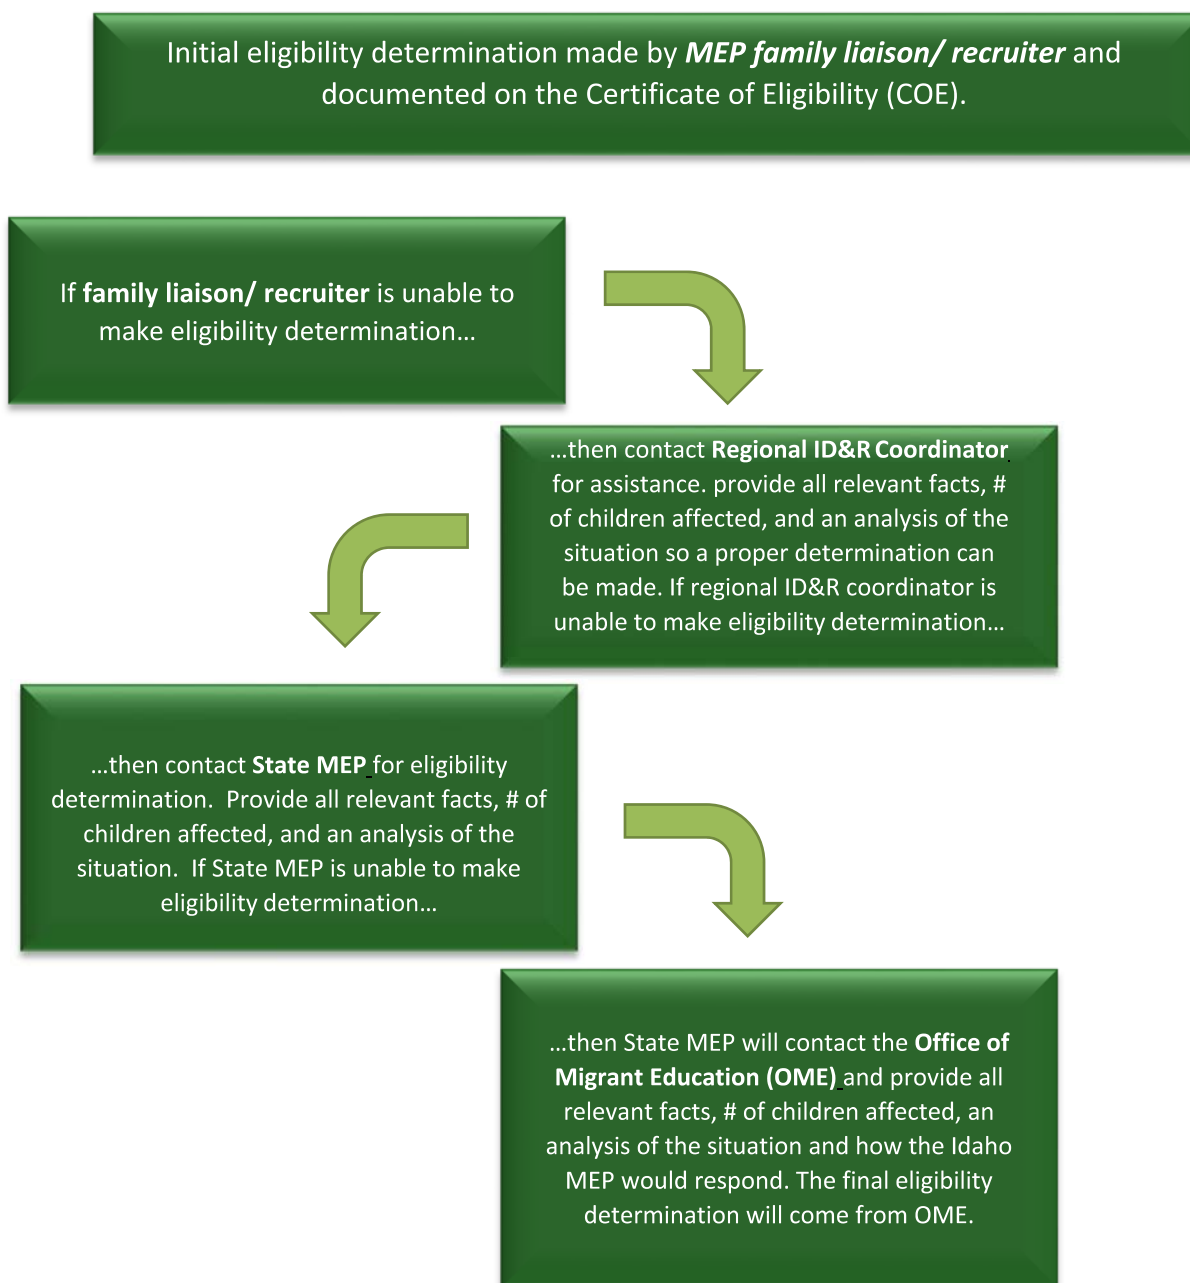 Initial eligibility determination made by MEP family liaison/ recruiter and
documented on the Certificate of Eligibility (COE).
If family liaison/ recruiter is unable to
make eligibility determination…
…then contact Regional ID&R Coordinator
for assistance. provide all relevant facts, #
of children affected, and an analysis of the
situation so a proper determination can
be made. If regional ID&R coordinator is
unable to make eligibility determination…
…then contact State MEP for eligibility
determination.  Provide all relevant facts, # of
children affected, and an analysis of the
situation.  If State MEP is unable to make
eligibility determination…
…then State MEP will contact the Office of
Migrant Education (OME) and provide all
relevant facts, # of children affected, an
analysis of the situation and how the Idaho
MEP would respond. The final eligibility
determination will come from OME.